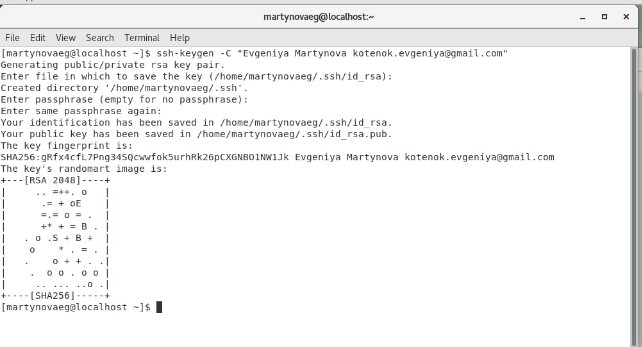 martynovaeg@localhost:~
File Edit View Search Terminal Help
[martynovaeg@localhost ~]$ ssh-keygen -C "Evgeniya Martynova kotenok.evgeniya@gmail.com"
Generating public/private rsa key pair.
Enter file in which to save the key (/home/martynovaeg/.ssh/id_rsa):
Created directory '/home/martynovaeg/.ssh'.
Enter passphrase (empty for no passphrase):
Enter same passphrase again:
Your identification has been saved in /home/martynovaeg/.ssh/id_rsa.
Your public key has been saved in /home/martynovaeg/.ssh/id_rsa.pub.
The key fingerprint is:
SHA256:gRfx4cfL7Png34SQcwwfok5urhRk26pCXGNBO1NW1Jk Evgeniya Martynova kotenok.evgeniya@gmail.com
The key's randomart image is:
+---[RSA 2048]----+
|     .. =++. o   |
|      .= + oE    |
|      =.= o = .  |
|      +* + = B . |
|   . o .S + B +  |
|    o    * . = . |
|   .    o + + . .|
|    .  o o . o o |
|     .. ... ..o .|
+----[SHA256]-----+
[martynovaeg@localhost ~]$